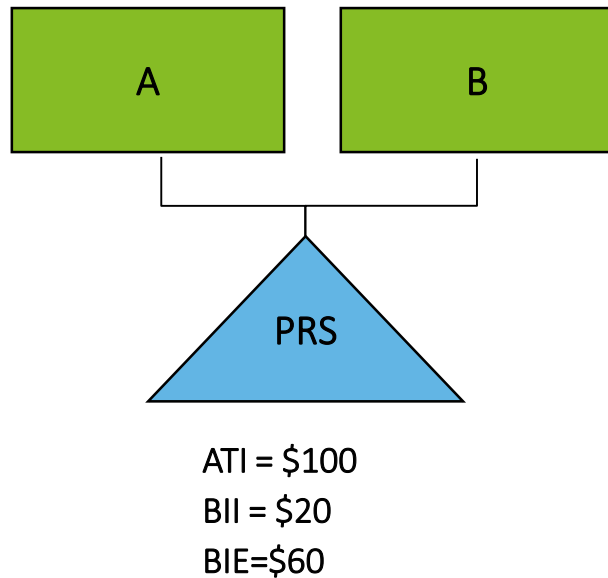 A
B
PRS
ATI = $100
BII = $20
BIE=$60